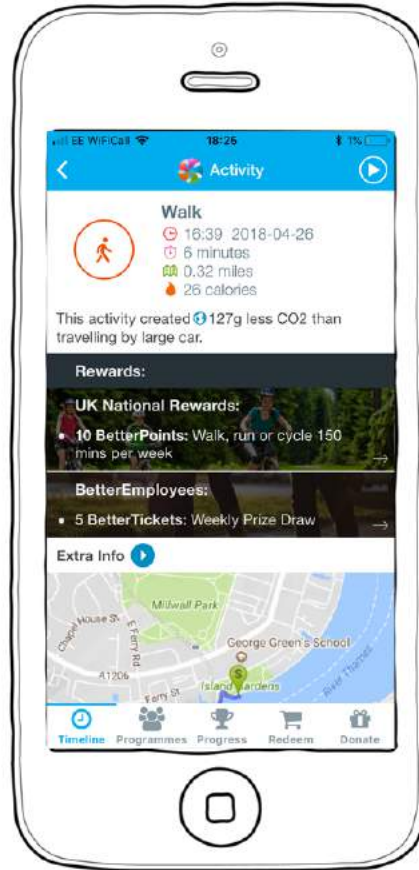 EE WiFiCall 18:26 1%
Activity
Walk
16:39 2018-04-26
6 minutes
0.32 miles
26 calories
This activity created 127g less CO2 than
travelling by large car.
Rewards:
UK National Rewards:
• 10 BetterPoints: Walk, run or cycle 150
mins per week
BetterEmployees:
• 5 BetterTickets: Weekly Prize Draw
Extra Info
Millwall Park
Chapel House St
E Ferry Rd
George Green's School
A1206
S
Island Gardens
Ferry St
River Thames
Timeline Programmes Progress Redeem Donate